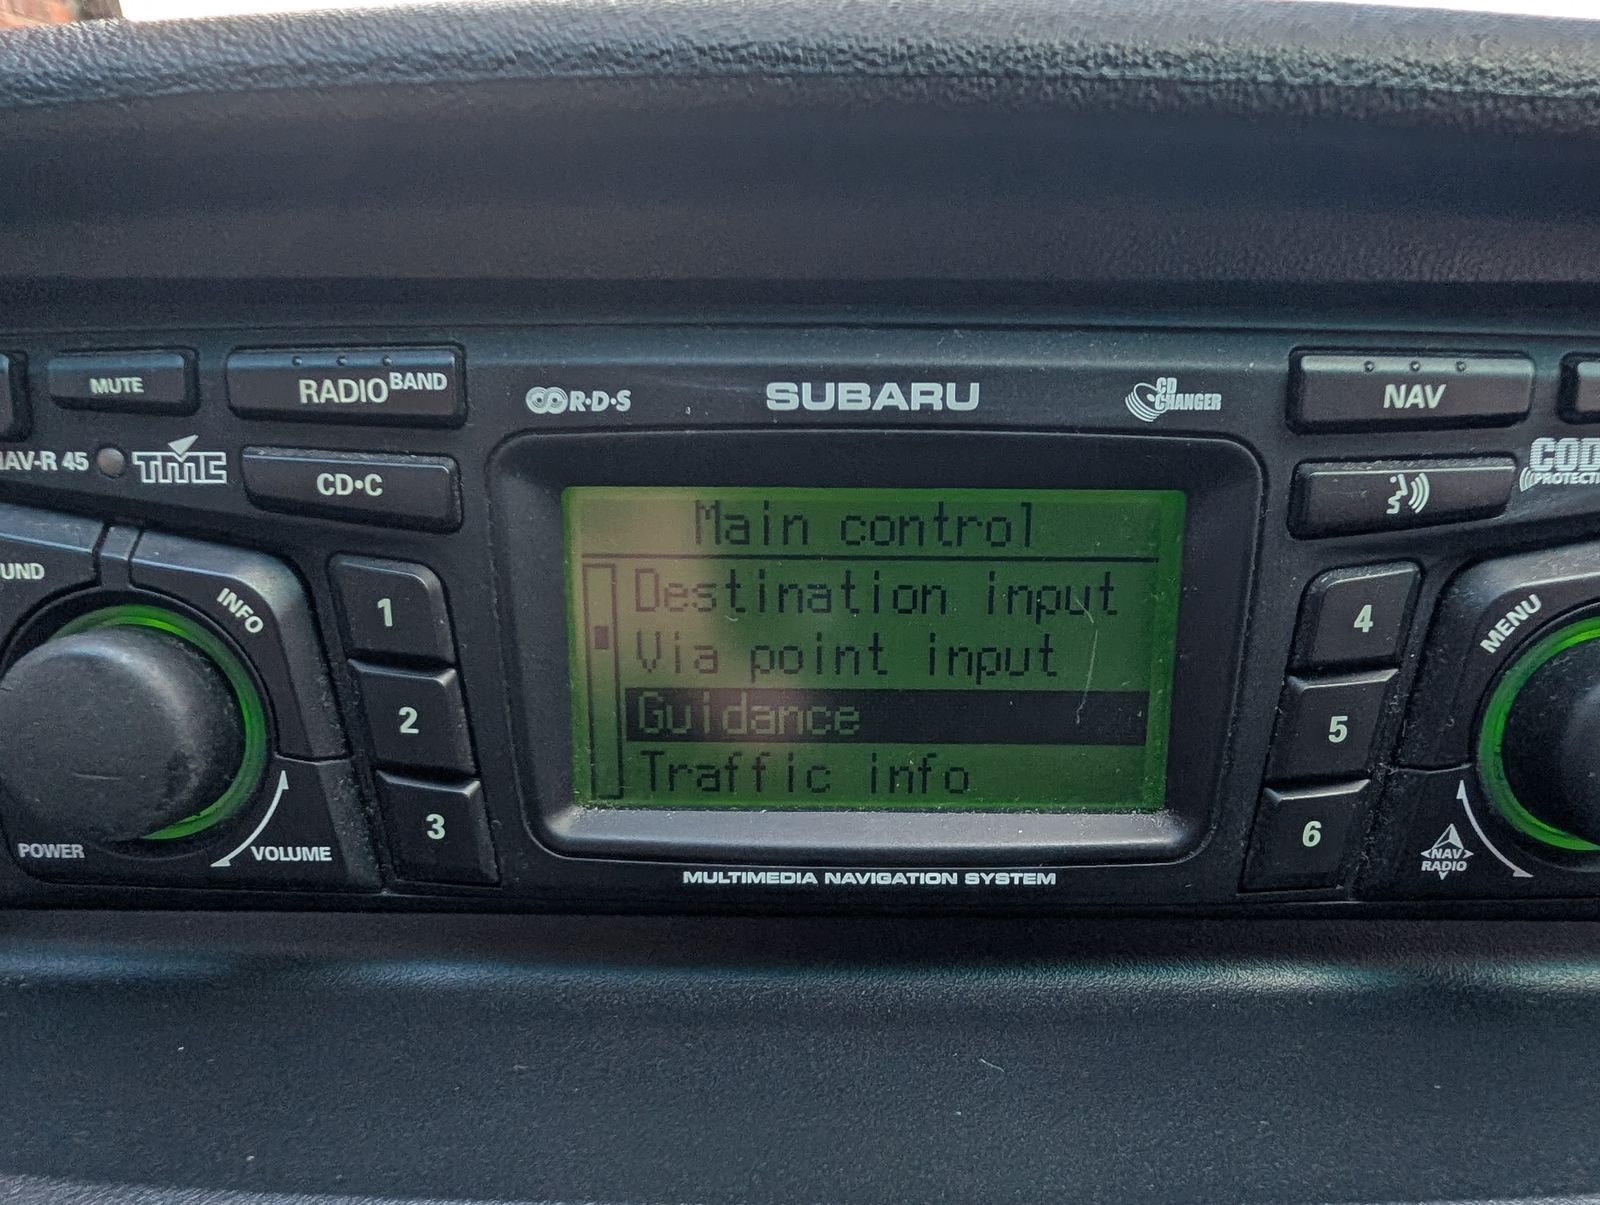 MUTE
RADIO BAND
R·D·S
SUBARU
CD CHANGER
NAV
NAV-R 45
TMC
CD·C
INFO
1
2
3
POWER
VOLUME
Main control
Destination input
Via point input
Guidance
Traffic info
MULTIMEDIA NAVIGATION SYSTEM
MENU
4
5
6
NAV
RADIO